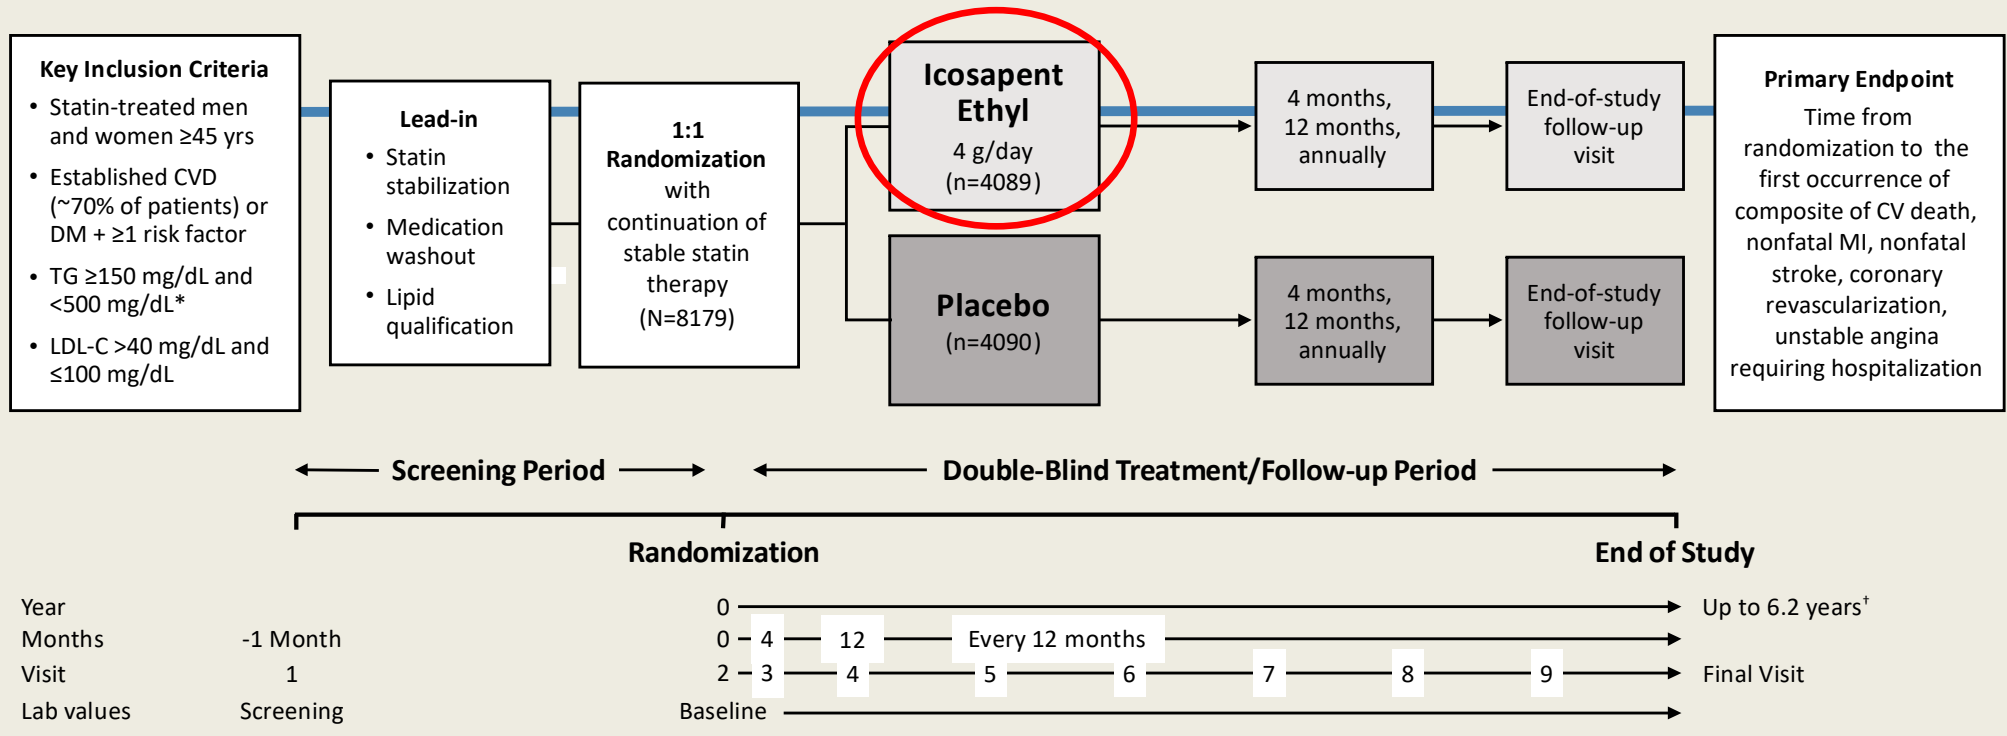 Key Inclusion Criteria
• Statin-treated men
and women ≥45 yrs
• Established CVD
(~70% of patients) or
DM + ≥1 risk factor
• TG ≥150 mg/dL and
<500 mg/dL*
• LDL-C >40 mg/dL and
≤100 mg/dL
Lead-in
• Statin
stabilization
• Medication
washout
• Lipid
qualification
1:1
Randomization
with
continuation of
stable statin
therapy
(N=8179)
Icosapent
Ethyl
4 g/day
(n=4089)
4 months,
12 months,
annually
End-of-study
follow-up
visit
Placebo
(n=4090)
4 months,
12 months,
annually
End-of-study
follow-up
visit
Primary Endpoint
Time from
randomization to the
first occurrence of
composite of CV death,
nonfatal MI, nonfatal
stroke, coronary
revascularization,
unstable angina
requiring hospitalization
Screening Period
Double-Blind Treatment/Follow-up Period
Randomization
End of Study
Year 0 Up to 6.2 years†
Months -1 Month 0 4 12 Every 12 months
Visit 1 2 3 4 5 6 7 8 9 Final Visit
Lab values Screening Baseline